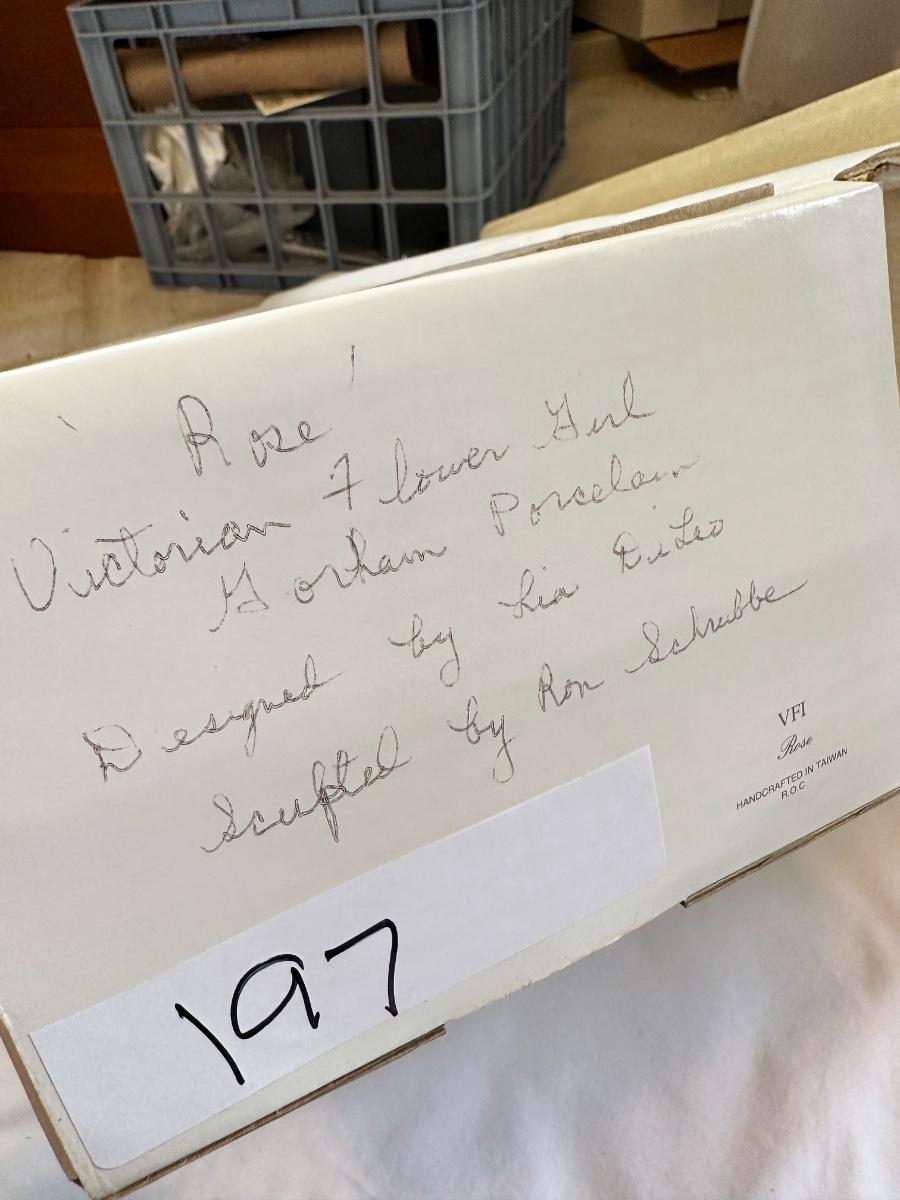 'Rose'
Victorian Flower Girl
Gorham Porcelain
Designed by Lia DiLeo
Sculpted by Ron Schrubbe
VFI
Rose
HANDCRAFTED IN TAIWAN
R.O.C.
197